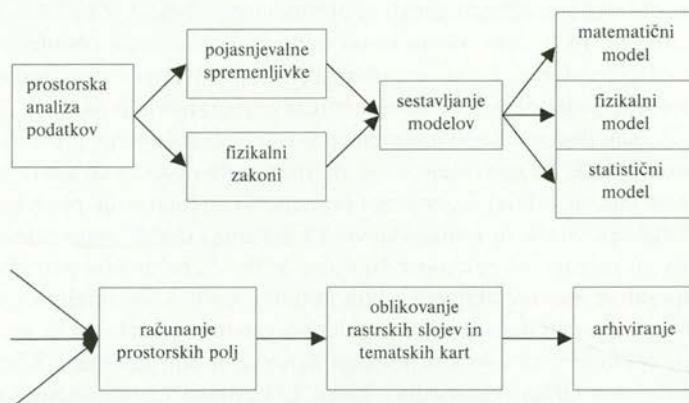 prostorska
analiza
podatkov
pojasnjevalne
spremenljivke
fizikalni
zakoni
sestavljanje
modelov
matematični
model
fizikalni
model
statistični
model
računanje
prostorskih polj
oblikovanje
rastrskih slojev in
tematskih kart
arhiviranje